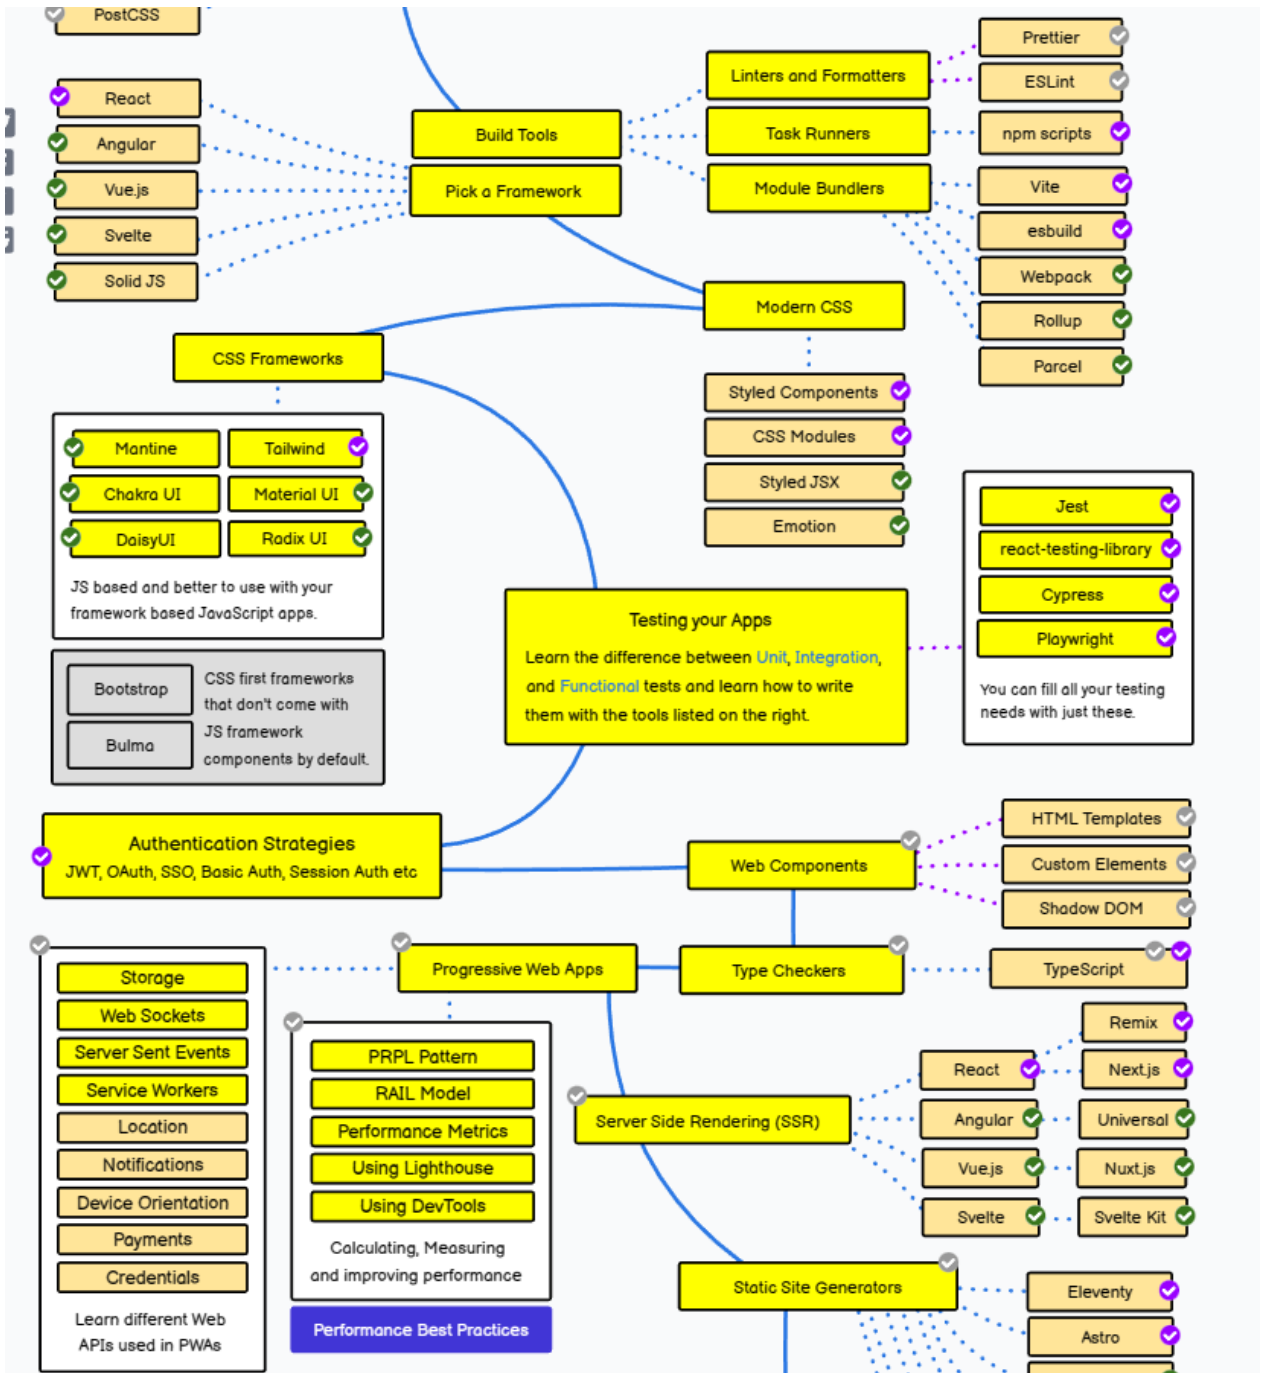 PostCSS
React
Angular
Vue.js
Svelte
Solid JS
Build Tools
Pick a Framework
Linters and Formatters
Task Runners
Module Bundlers
Prettier
ESLint
npm scripts
Vite
esbuild
Webpack
Rollup
Parcel
Modern CSS
CSS Frameworks
Styled Components
CSS Modules
Styled JSX
Emotion
Mantine
Tailwind
Chakra UI
Material UI
DaisyUI
Radix UI
JS based and better to use with your
framework based JavaScript apps.
Bootstrap
Bulma
CSS first frameworks
that don't come with
JS framework
components by default.
Testing your Apps
Learn the difference between Unit, Integration,
and Functional tests and learn how to write
them with the tools listed on the right.
Jest
react-testing-library
Cypress
Playwright
You can fill all your testing
needs with just these.
Authentication Strategies
JWT, OAuth, SSO, Basic Auth, Session Auth etc
Web Components
HTML Templates
Custom Elements
Shadow DOM
Progressive Web Apps
Type Checkers
TypeScript
Storage
Web Sockets
Server Sent Events
Service Workers
Location
Notifications
Device Orientation
Payments
Credentials
Learn different Web
APIs used in PWAs
PRPL Pattern
RAIL Model
Performance Metrics
Using Lighthouse
Using DevTools
Calculating, Measuring
and improving performance
Performance Best Practices
Server Side Rendering (SSR)
React
Remix
Next.js
Angular
Universal
Vue.js
Nuxt.js
Svelte
Svelte Kit
Static Site Generators
Eleventy
Astro